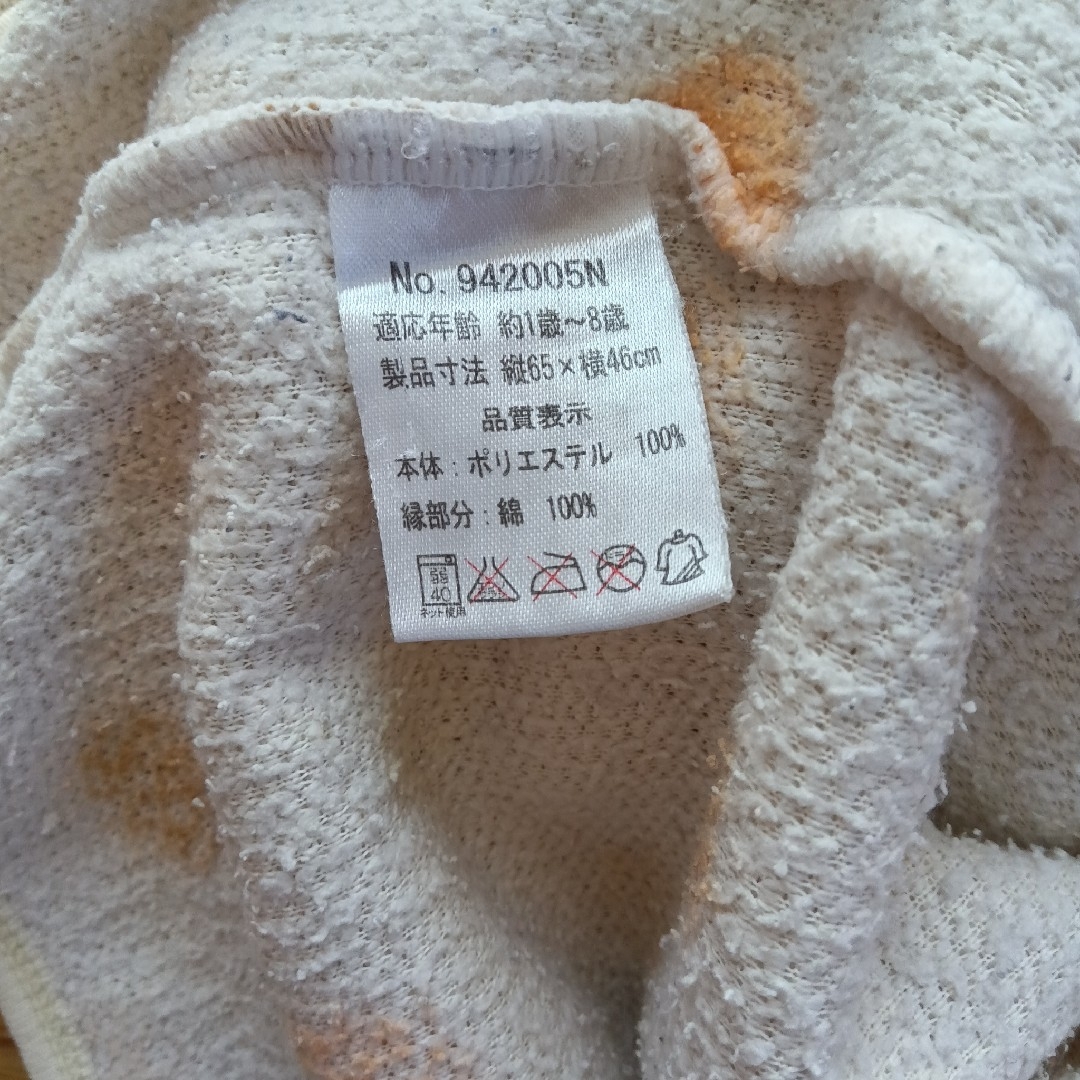 No. 942005N
適応年齢 約1歳～8歳
製品寸法 縦65×横46cm
品質表示
本体：ポリエステル 100%
縁部分：綿 100%
弱
40
ネット使用